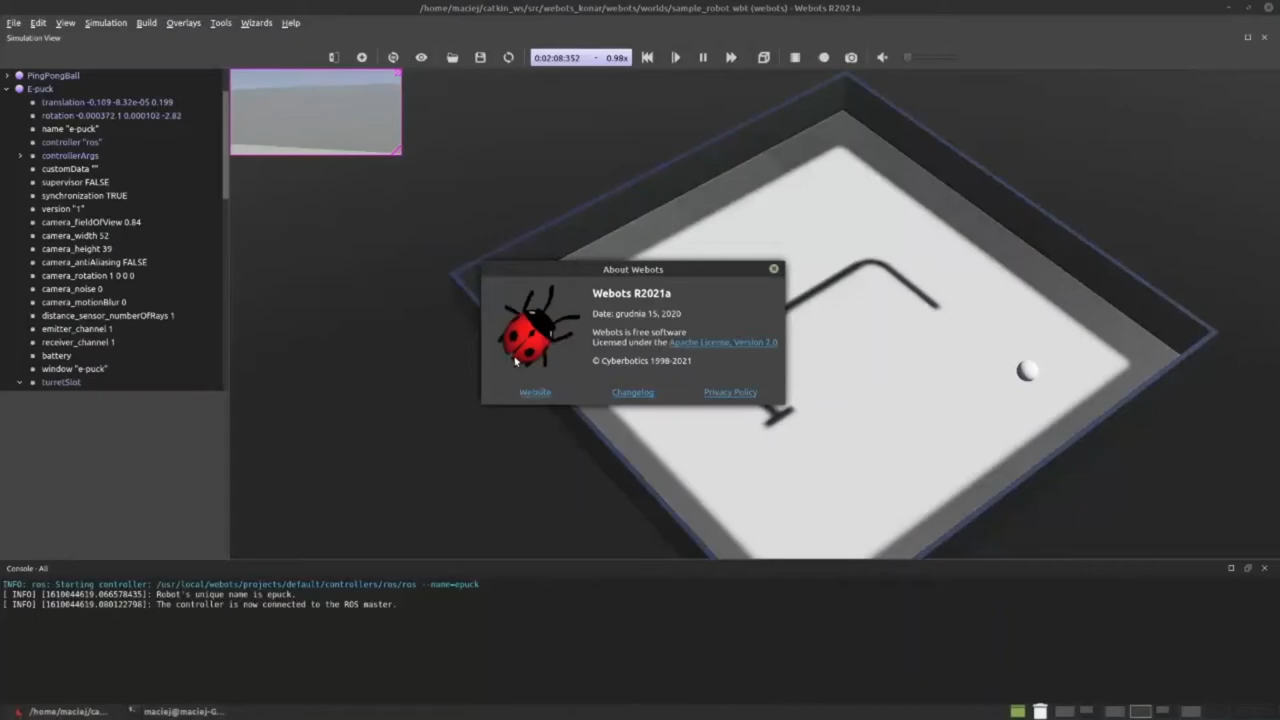 /home/maciej/catkin_ws/src/webots_konar/webots/worlds/sample_robot.wbt (webots) - Webots R2021a
File Edit View Simulation Build Overlays Tools Wizards Help
Simulation View
0:02:08:352 - 0.98x
PingPongBall
E-puck
translation -0.109 -8.32e-05 0.199
rotation -0.000372 1 0.000102 -2.82
name "e-puck"
controller "ros"
controllerArgs
customData ""
supervisor FALSE
synchronization TRUE
version "1"
camera_fieldOfView 0.84
camera_width 52
camera_height 39
camera_antiAliasing FALSE
camera_rotation 1 0 0 0
camera_noise 0
camera_motionBlur 0
distance_sensor_numberOfRays 1
emitter_channel 1
receiver_channel 1
battery
window "e-puck"
turretSlot
About Webots
Webots R2021a
Date: grudnia 15, 2020
Webots is free software
Licensed under the Apache License, Version 2.0
© Cyberbotics 1998-2021
Website Changelog Privacy Policy
Console - All
INFO: ros: Starting controller: /usr/local/webots/projects/default/controllers/ros/ros --name=epuck
[ INFO] [1610044619.066578435]: Robot's unique name is epuck.
[ INFO] [1610044619.080122798]: The controller is now connected to the ROS master.
/home/maciej/ca... maciej@maciej-G...